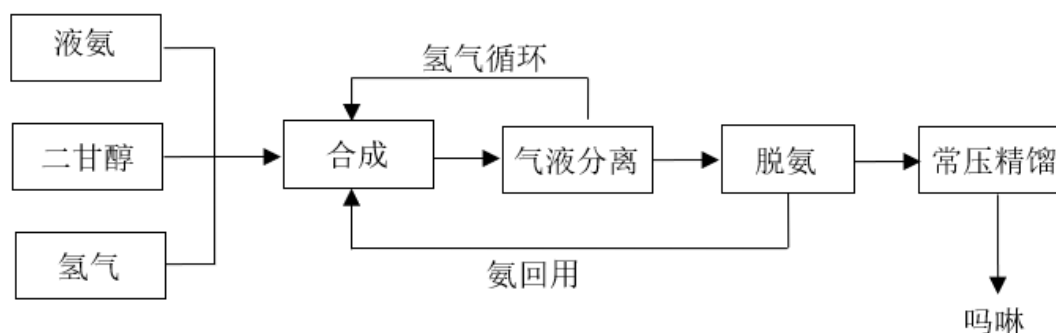 液氨
氢气循环
二甘醇
合成
气液分离
脱氨
常压精馏
氢气
氨回用
吗啉